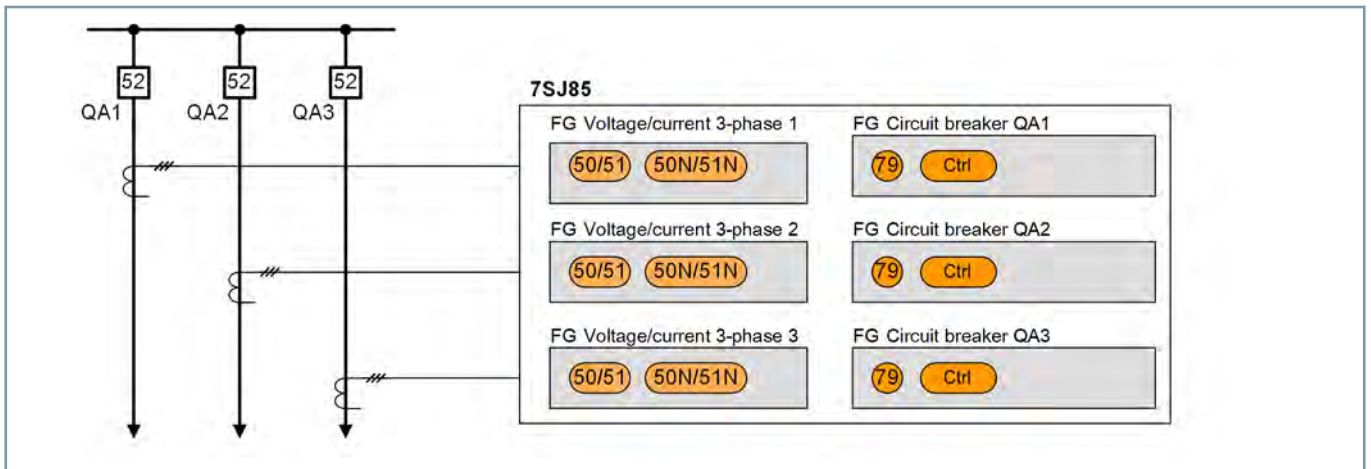 52 52 52
QA1 QA2 QA3
7SJ85
FG Voltage/current 3-phase 1 FG Circuit breaker QA1
50/51 50N/51N 79 Ctrl
FG Voltage/current 3-phase 2 FG Circuit breaker QA2
50/51 50N/51N 79 Ctrl
FG Voltage/current 3-phase 3 FG Circuit breaker QA3
50/51 50N/51N 79 Ctrl